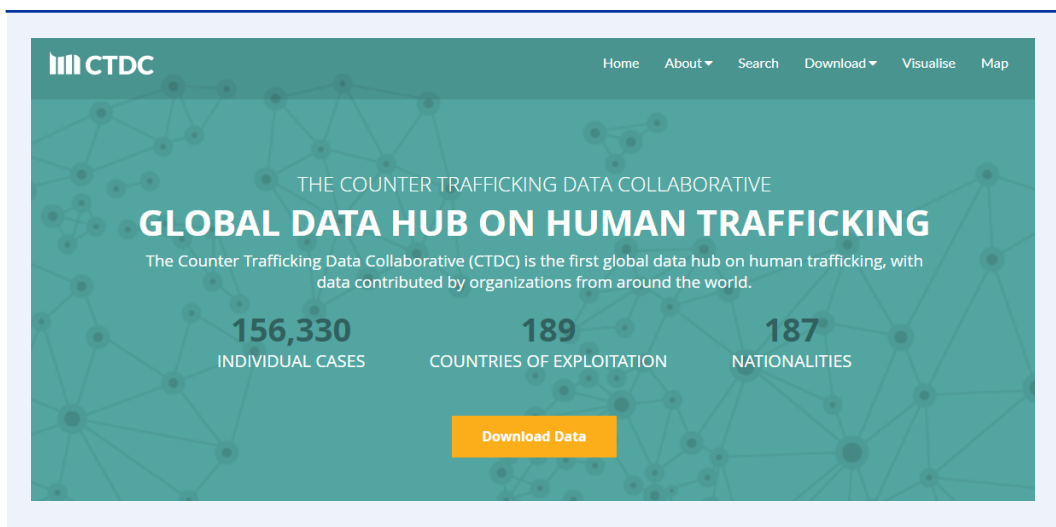 CTDC
Home About Search Download Visualise Map
THE COUNTER TRAFFICKING DATA COLLABORATIVE
GLOBAL DATA HUB ON HUMAN TRAFFICKING
The Counter Trafficking Data Collaborative (CTDC) is the first global data hub on human trafficking, with
data contributed by organizations from around the world.
156,330 189 187
INDIVIDUAL CASES COUNTRIES OF EXPLOITATION NATIONALITIES
Download Data